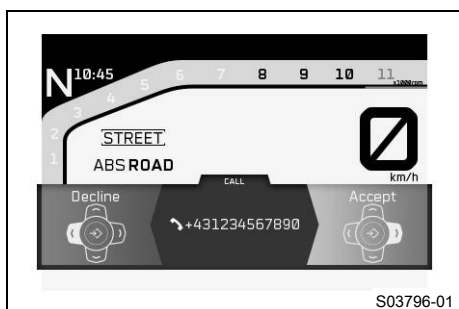 N 10:45
1 2 3 4 5 6 7 8 9 10 11
x1000rpm
STREET
ABS ROAD
0
km/h
CALL
Decline
Accept
+431234567890
S03796-01